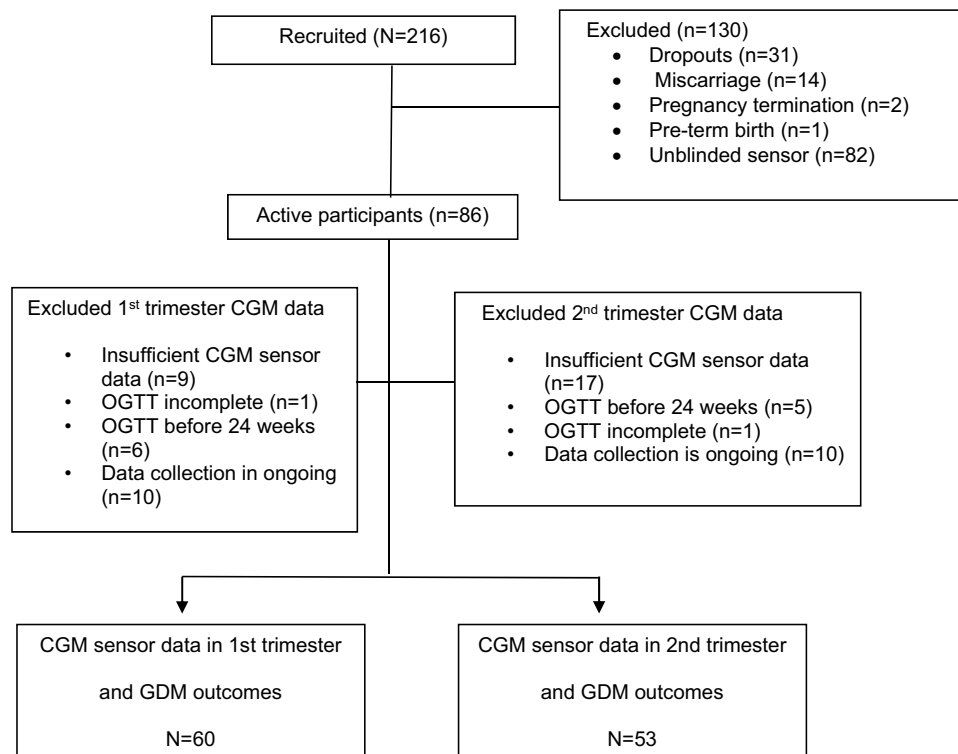 Recruited (N=216)
Excluded (n=130)
• Dropouts (n=31)
• Miscarriage (n=14)
• Pregnancy termination (n=2)
• Pre-term birth (n=1)
• Unblinded sensor (n=82)
Active participants (n=86)
Excluded 1st trimester CGM data
• Insufficient CGM sensor
data (n=9)
• OGTT incomplete (n=1)
• OGTT before 24 weeks
(n=6)
• Data collection in ongoing
(n=10)
Excluded 2nd trimester CGM data
• Insufficient CGM sensor data
(n=17)
• OGTT before 24 weeks (n=5)
• OGTT incomplete (n=1)
• Data collection is ongoing (n=10)
CGM sensor data in 1st trimester
and GDM outcomes
N=60
CGM sensor data in 2nd trimester
and GDM outcomes
N=53